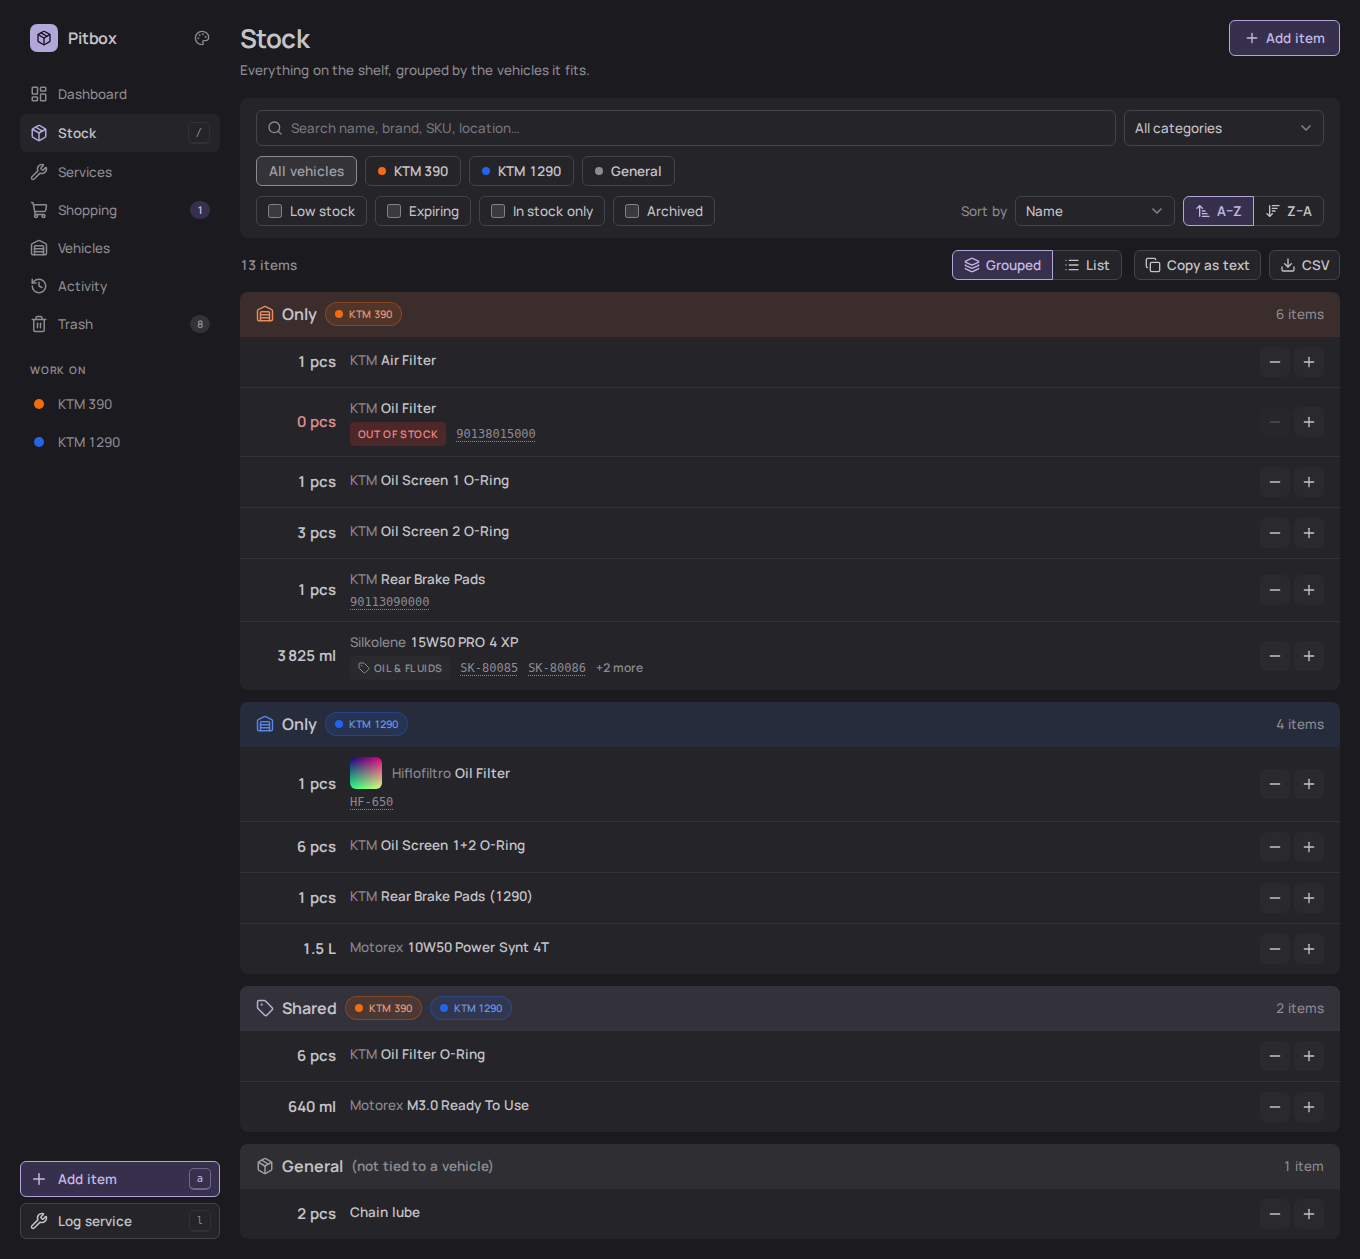 Pitbox
Dashboard
Stock /
Services
Shopping 1
Vehicles
Activity
Trash 8
WORK ON
KTM 390
KTM 1290
Add item a
Log service l
Stock
Add item
Everything on the shelf, grouped by the vehicles it fits.
Search name, brand, SKU, location…
All categories
All vehicles KTM 390 KTM 1290 General
Low stock Expiring In stock only Archived Sort by Name A–Z Z–A
13 items Grouped List Copy as text CSV
Only KTM 390 6 items
1 pcs KTM Air Filter
0 pcs KTM Oil Filter
OUT OF STOCK 90138015000
1 pcs KTM Oil Screen 1 O-Ring
3 pcs KTM Oil Screen 2 O-Ring
1 pcs KTM Rear Brake Pads
90113090000
3 825 ml Silkolene 15W50 PRO 4 XP
OIL & FLUIDS SK-80085 SK-80086 +2 more
Only KTM 1290 4 items
1 pcs Hiflofiltro Oil Filter
HF-650
6 pcs KTM Oil Screen 1+2 O-Ring
1 pcs KTM Rear Brake Pads (1290)
1.5 L Motorex 10W50 Power Synt 4T
Shared KTM 390 KTM 1290 2 items
6 pcs KTM Oil Filter O-Ring
640 ml Motorex M3.0 Ready To Use
General (not tied to a vehicle) 1 item
2 pcs Chain lube